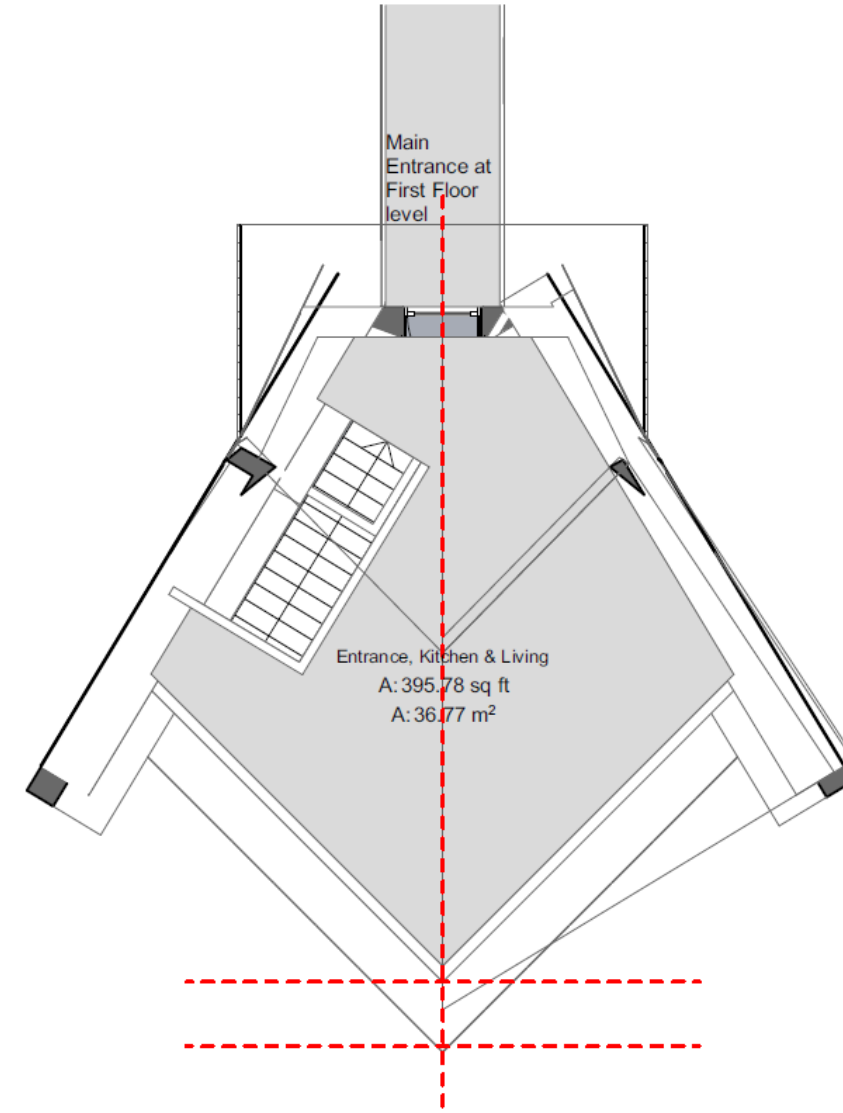 Main
Entrance at
First Floor
level
Entrance, Kitchen & Living
A: 395.78 sq ft
A: 36.77 m²